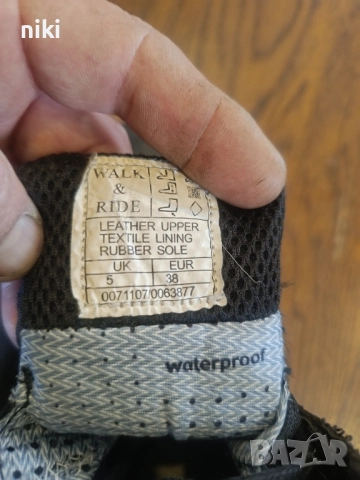 niki
WALK
&
RIDE
LEATHER UPPER
TEXTILE LINING
RUBBER SOLE
UK EUR
5 38
0071107/0063877
waterproof
BAZAR